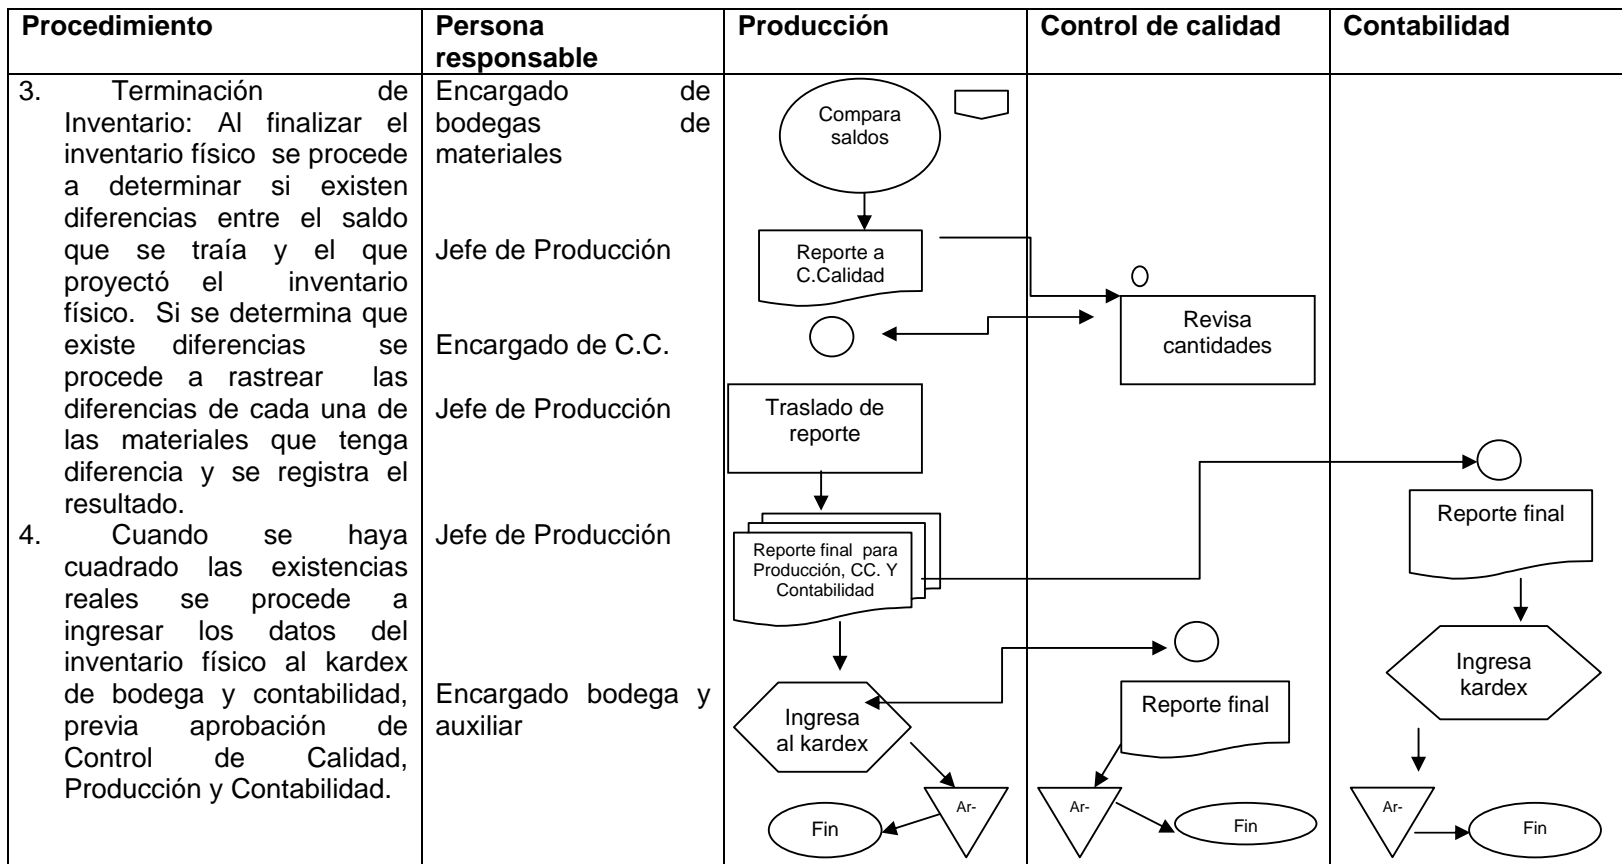 Procedimiento
Persona
responsable
Producción
Control de calidad
Contabilidad
3. Terminación de
Inventario: Al finalizar el
inventario físico se procede
a determinar si existen
diferencias entre el saldo
que se traía y el que
proyectó el inventario
físico. Si se determina que
existe diferencias se
procede a rastrear las
diferencias de cada una de
las materiales que tenga
diferencia y se registra el
resultado.
4. Cuando se haya
cuadrado las existencias
reales se procede a
ingresar los datos del
inventario físico al kardex
de bodega y contabilidad,
previa aprobación de
Control de Calidad,
Producción y Contabilidad.
Encargado de
bodegas de
materiales
Jefe de Producción
Encargado de C.C.
Jefe de Producción
Jefe de Producción
Encargado bodega y
auxiliar
Compara
saldos
Reporte a
C.Calidad
Traslado de
reporte
Reporte final para
Producción, CC. Y
Contabilidad
Ingresa
al kardex
Ar-
Fin
Revisa
cantidades
Reporte final
Ar-
Fin
Reporte final
Ingresa
kardex
Ar-
Fin